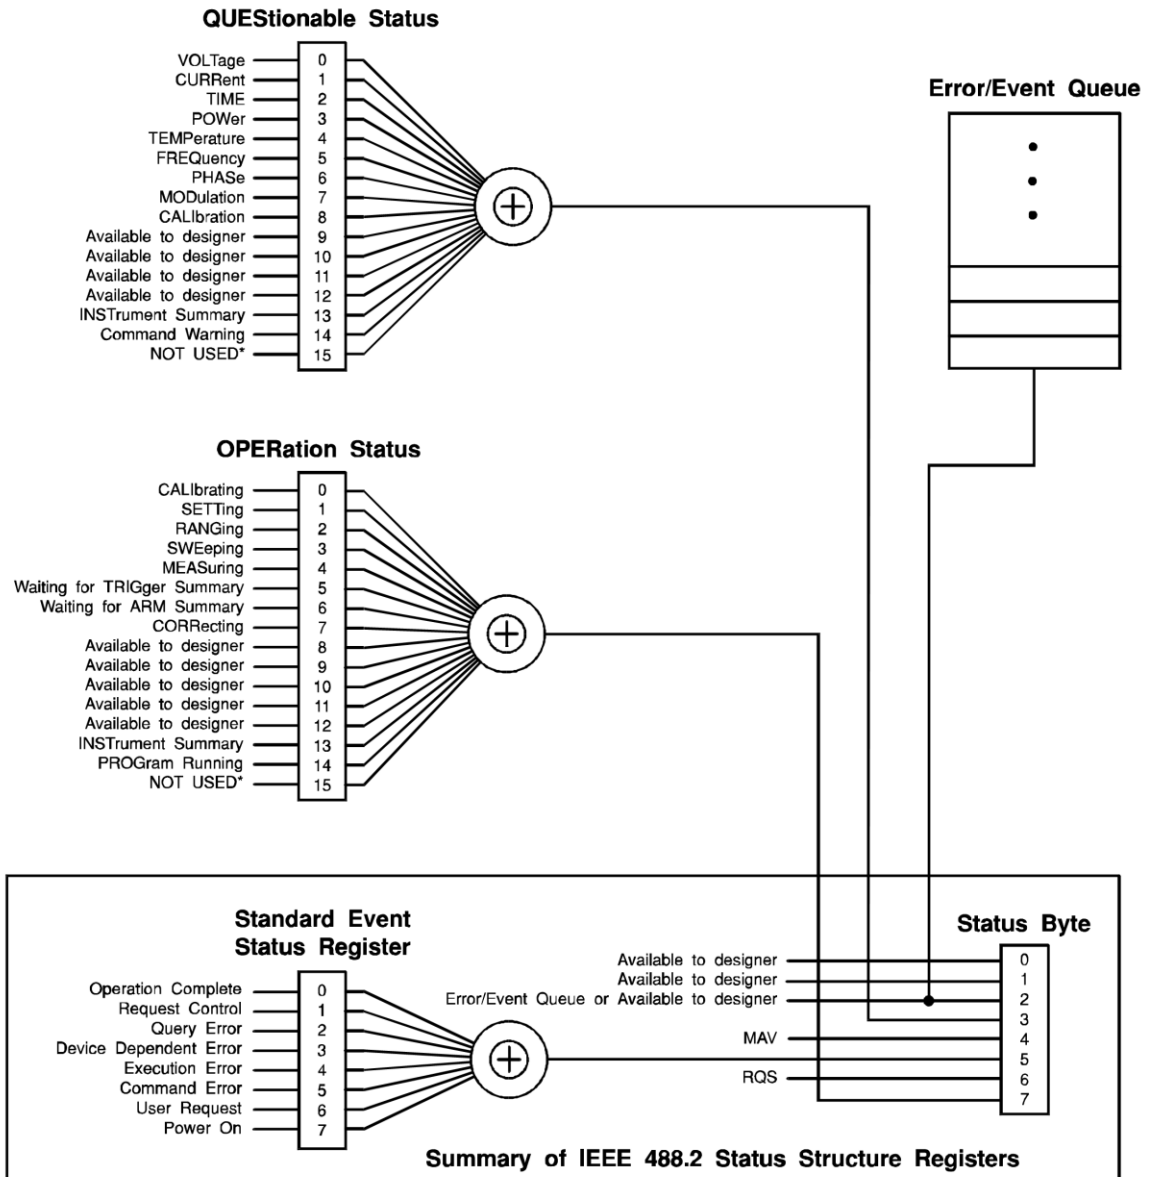 QUEStionable Status
VOLTage 0
CURRent 1
TIME 2
POWer 3
TEMPerature 4
FREQuency 5
PHASe 6
MODulation 7
CALIbration 8
Available to designer 9
Available to designer 10
Available to designer 11
Available to designer 12
INSTrument Summary 13
Command Warning 14
NOT USED* 15
Error/Event Queue
OPERation Status
CALIbrating 0
SETTing 1
RANGing 2
SWEeping 3
MEASuring 4
Waiting for TRIGger Summary 5
Waiting for ARM Summary 6
CORRecting 7
Available to designer 8
Available to designer 9
Available to designer 10
Available to designer 11
Available to designer 12
INSTrument Summary 13
PROGram Running 14
NOT USED* 15
Standard Event
Status Register
Operation Complete 0
Request Control 1
Query Error 2
Device Dependent Error 3
Execution Error 4
Command Error 5
User Request 6
Power On 7
Status Byte
Available to designer 0
Available to designer 1
Error/Event Queue or Available to designer 2
3
MAV 4
5
RQS 6
7
Summary of IEEE 488.2 Status Structure Registers